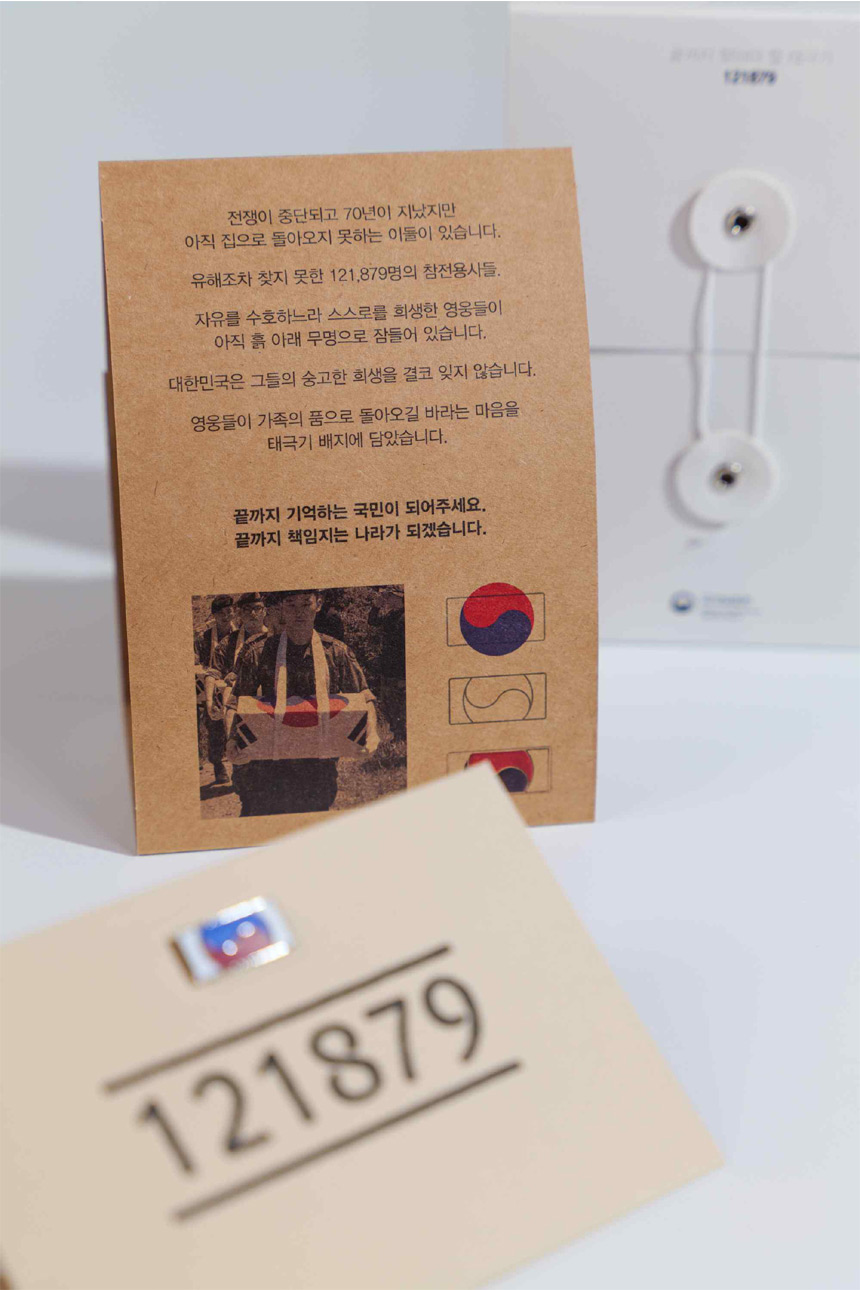 121879
전쟁이 중단되고 70년이 지났지만
아직 집으로 돌아오지 못하는 이들이 있습니다.
유해조차 찾지 못한 121,879명의 참전용사들.
자유를 수호하느라 스스로를 희생한 영웅들이
아직 흙 아래 무명으로 잠들어 있습니다.
대한민국은 그들의 숭고한 희생을 결코 잊지 않습니다.
영웅들이 가족의 품으로 돌아오길 바라는 마음을
태극기 배지에 담았습니다.
끝까지 기억하는 국민이 되어주세요.
끝까지 책임지는 나라가 되겠습니다.
121879